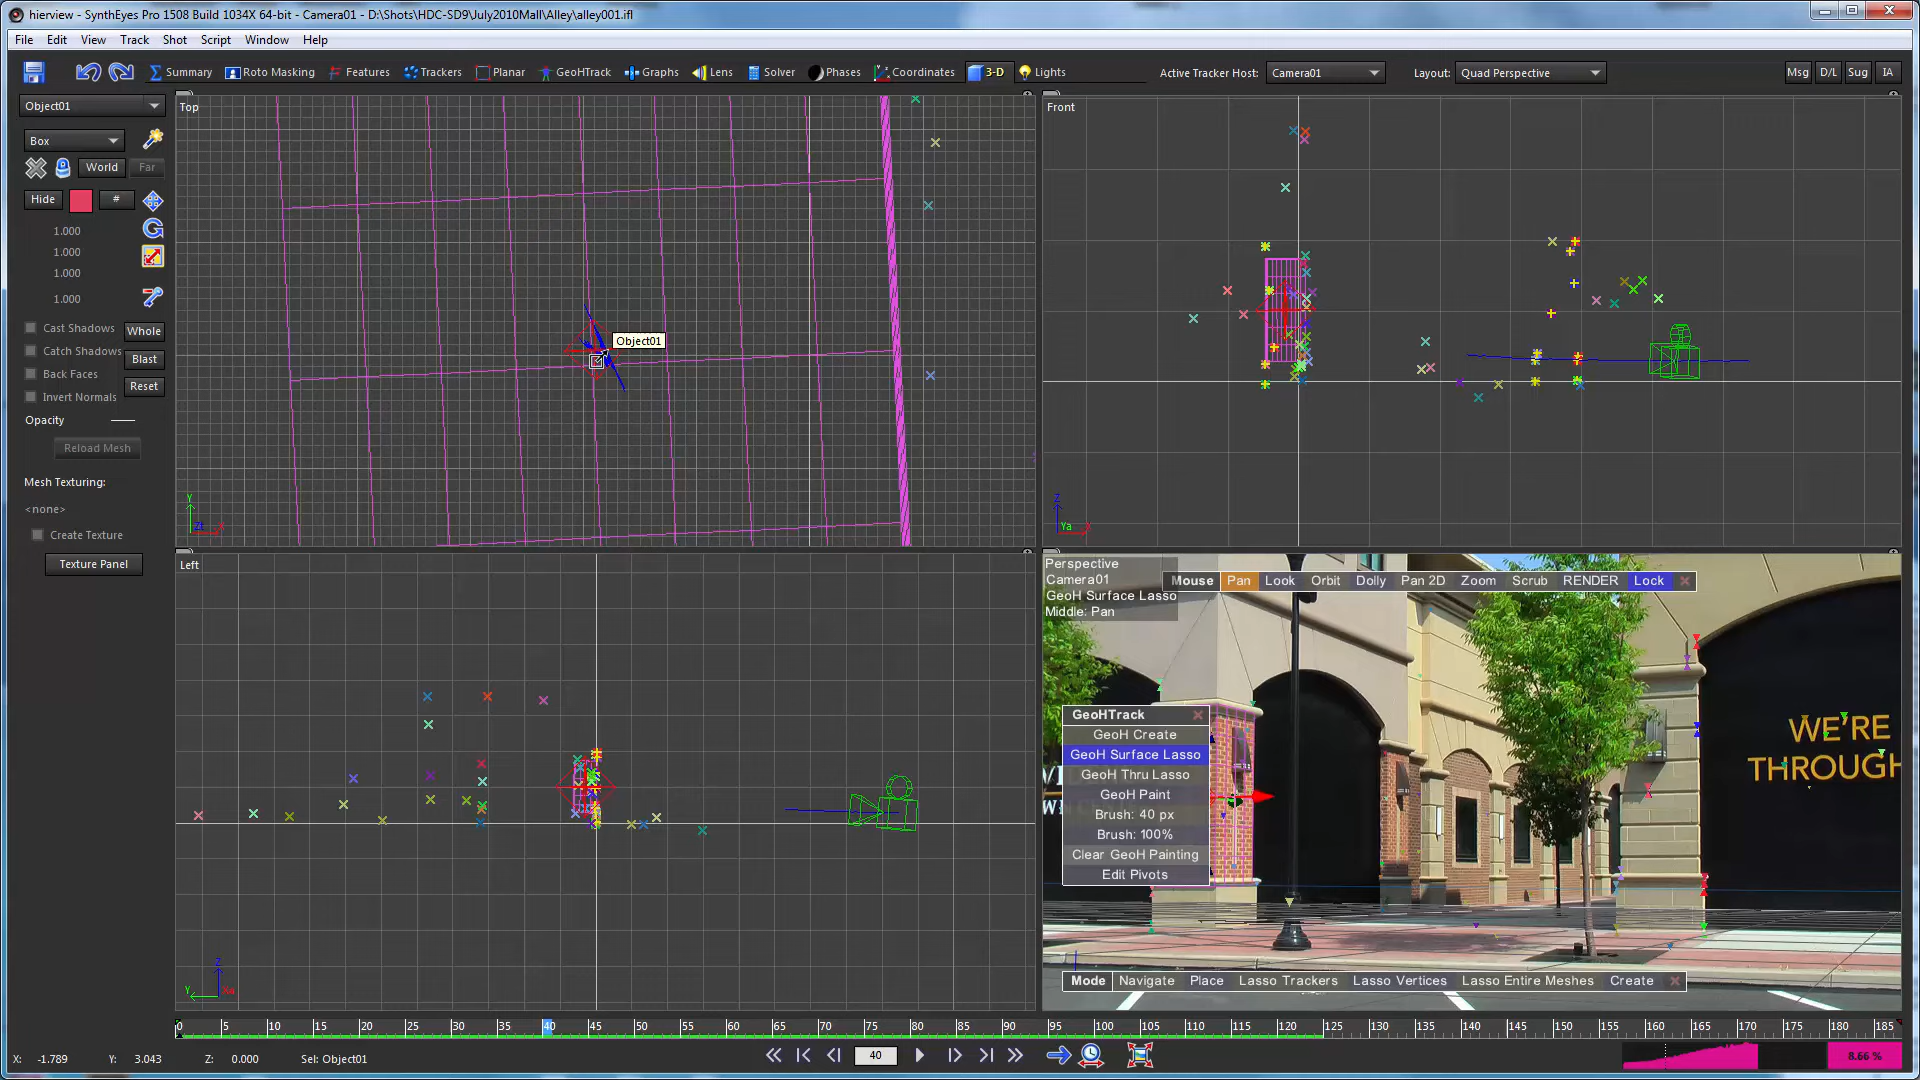 hierview - SynthEyes Pro 1508 Build 1034X 64-bit - Camera01 - D:\Shots\HDC-SD9\July2010Mall\Alley\alley001.ifl
File Edit View Track Shot Script Window Help
Summary Roto Masking Features Trackers Planar GeoHTrack Graphs Lens Solver Phases Coordinates 3-D Lights Active Tracker Host: Camera01 Layout: Quad Perspective Msg D/L Sug IA
Object01
Box
World Far
Hide #
1.000
1.000
1.000
1.000
Cast Shadows Whole
Catch Shadows
Back Faces Blast
Invert Normals Reset
Opacity
Reload Mesh
Mesh Texturing:
<none>
Create Texture
Texture Panel
Top
Object01
Y
Zt X
Front
Z
Ya X
Left
Z
Y Xa
Perspective
Camera01
GeoH Surface Lasso
Middle: Pan
Mouse Pan Look Orbit Dolly Pan 2D Zoom Scrub RENDER Lock
GeoHTrack
GeoH Create
GeoH Surface Lasso
GeoH Thru Lasso
GeoH Paint
Brush: 40 px
Brush: 100%
Clear GeoH Painting
Edit Pivots
WE'RE
THROUGH
Mode Navigate Place Lasso Trackers Lasso Vertices Lasso Entire Meshes Create
0 5 10 15 20 25 30 35 40 45 50 55 60 65 70 75 80 85 90 95 100 105 110 115 120 125 130 135 140 145 150 155 160 165 170 175 180 185
X: -1.789 Y: 3.043 Z: 0.000 Sel: Object01
40
8.66 %